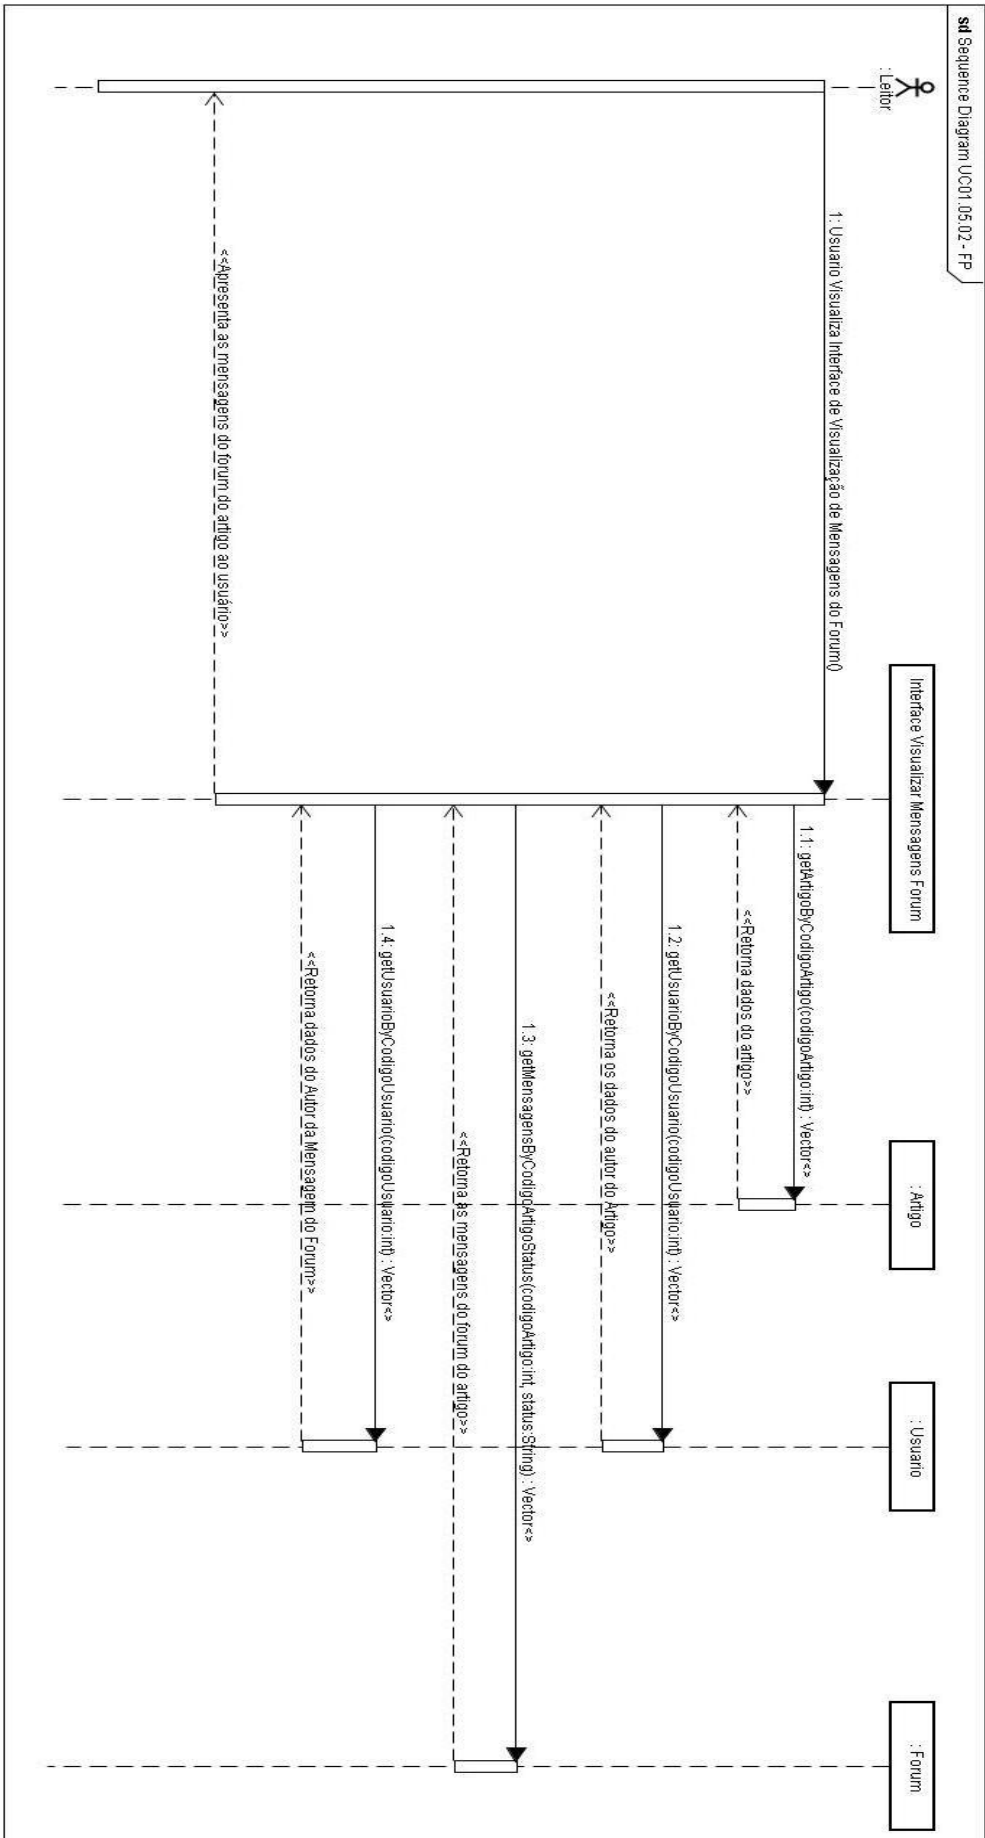 sd Sequence Diagram UC01.05.02 - FP
: Leitor
Interface Visualizar Mensagens Forum
: Artigo
: Usuario
: Forum
1: Usuario Visualiza Interface de Visualização de Mensagens do Forum()
1.1: getArtigoByCodigoArtigo(codigoArtigo:int) : Vector<>
<<Retorna dados do artigo>>
1.2: getUsuarioByCodigoUsuario(codigoUsuario:int) : Vector<>
<<Retorna os dados do autor do Artigo>>
1.3: getMensagensByCodigoArtigoStatus(codigoArtigo:int, status:String) : Vector<>
<<Retorna as mensagens do forum do artigo>>
1.4: getUsuarioByCodigoUsuario(codigoUsuario:int) : Vector<>
<<Retorna dados do Autor da Mensagem do Forum>>
<<Apresenta as mensagens do forum do artigo ao usuário>>